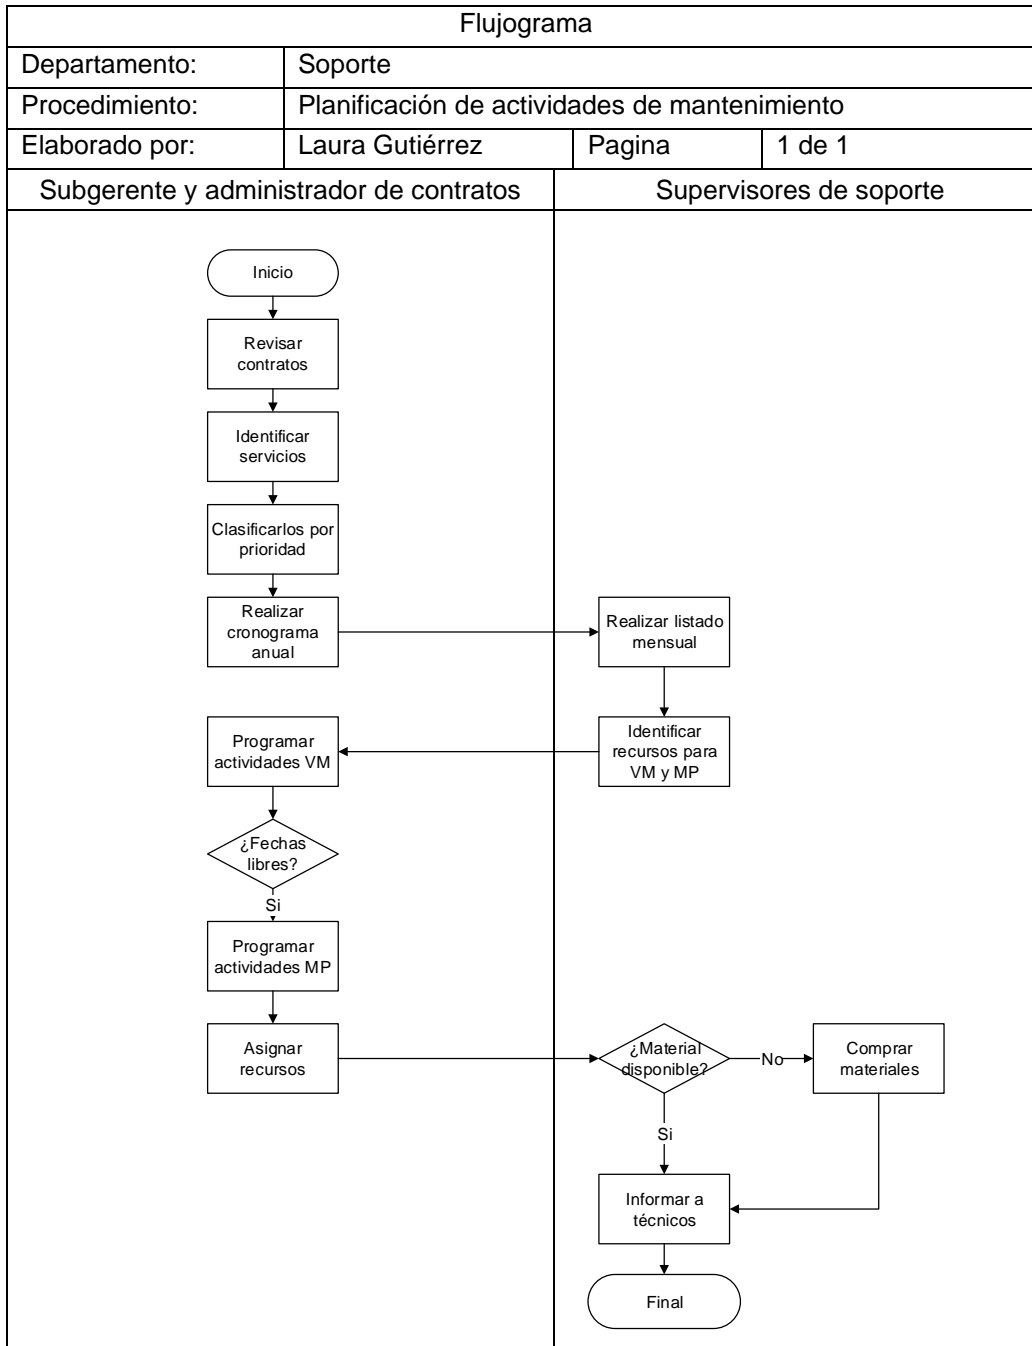 Flujograma
Departamento: Soporte
Procedimiento: Planificación de actividades de mantenimiento
Elaborado por: Laura Gutiérrez Pagina 1 de 1
Subgerente y administrador de contratos Supervisores de soporte
Inicio
Revisar
contratos
Identificar
servicios
Clasificarlos por
prioridad
Realizar
cronograma
anual
Realizar listado
mensual
Identificar
recursos para
VM y MP
Programar
actividades VM
¿Fechas
libres?
Si
Programar
actividades MP
Asignar
recursos
¿Material
disponible?
No
Comprar
materiales
Si
Informar a
técnicos
Final